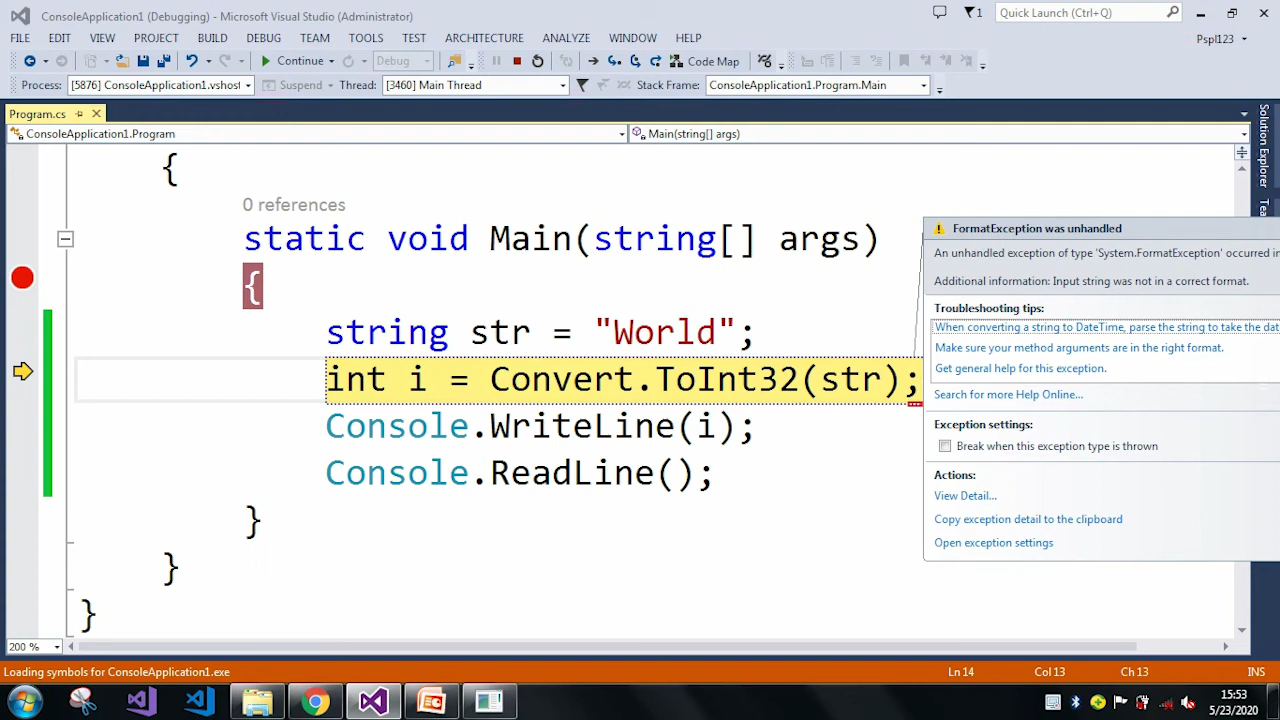 ConsoleApplication1 (Debugging) - Microsoft Visual Studio (Administrator)
1
Quick Launch (Ctrl+Q)
FILE EDIT VIEW PROJECT BUILD DEBUG TEAM TOOLS TEST ARCHITECTURE ANALYZE WINDOW HELP
Pspl123
Continue Debug Code Map
Process: [5876] ConsoleApplication1.vshost Suspend Thread: [3460] Main Thread Stack Frame: ConsoleApplication1.Program.Main
Program.cs
ConsoleApplication1.Program Main(string[] args)
{
0 references
static void Main(string[] args)
{
string str = "World";
int i = Convert.ToInt32(str);
Console.WriteLine(i);
Console.ReadLine();
}
}
}
FormatException was unhandled
An unhandled exception of type 'System.FormatException' occurred in
Additional information: Input string was not in a correct format.
Troubleshooting tips:
When converting a string to DateTime, parse the string to take the dat
Make sure your method arguments are in the right format.
Get general help for this exception.
Search for more Help Online...
Exception settings:
Break when this exception type is thrown
Actions:
View Detail...
Copy exception detail to the clipboard
Open exception settings
Solution Explorer
Tea
200 %
Loading symbols for ConsoleApplication1.exe Ln 14 Col 13 Ch 13 INS
15:53
5/23/2020